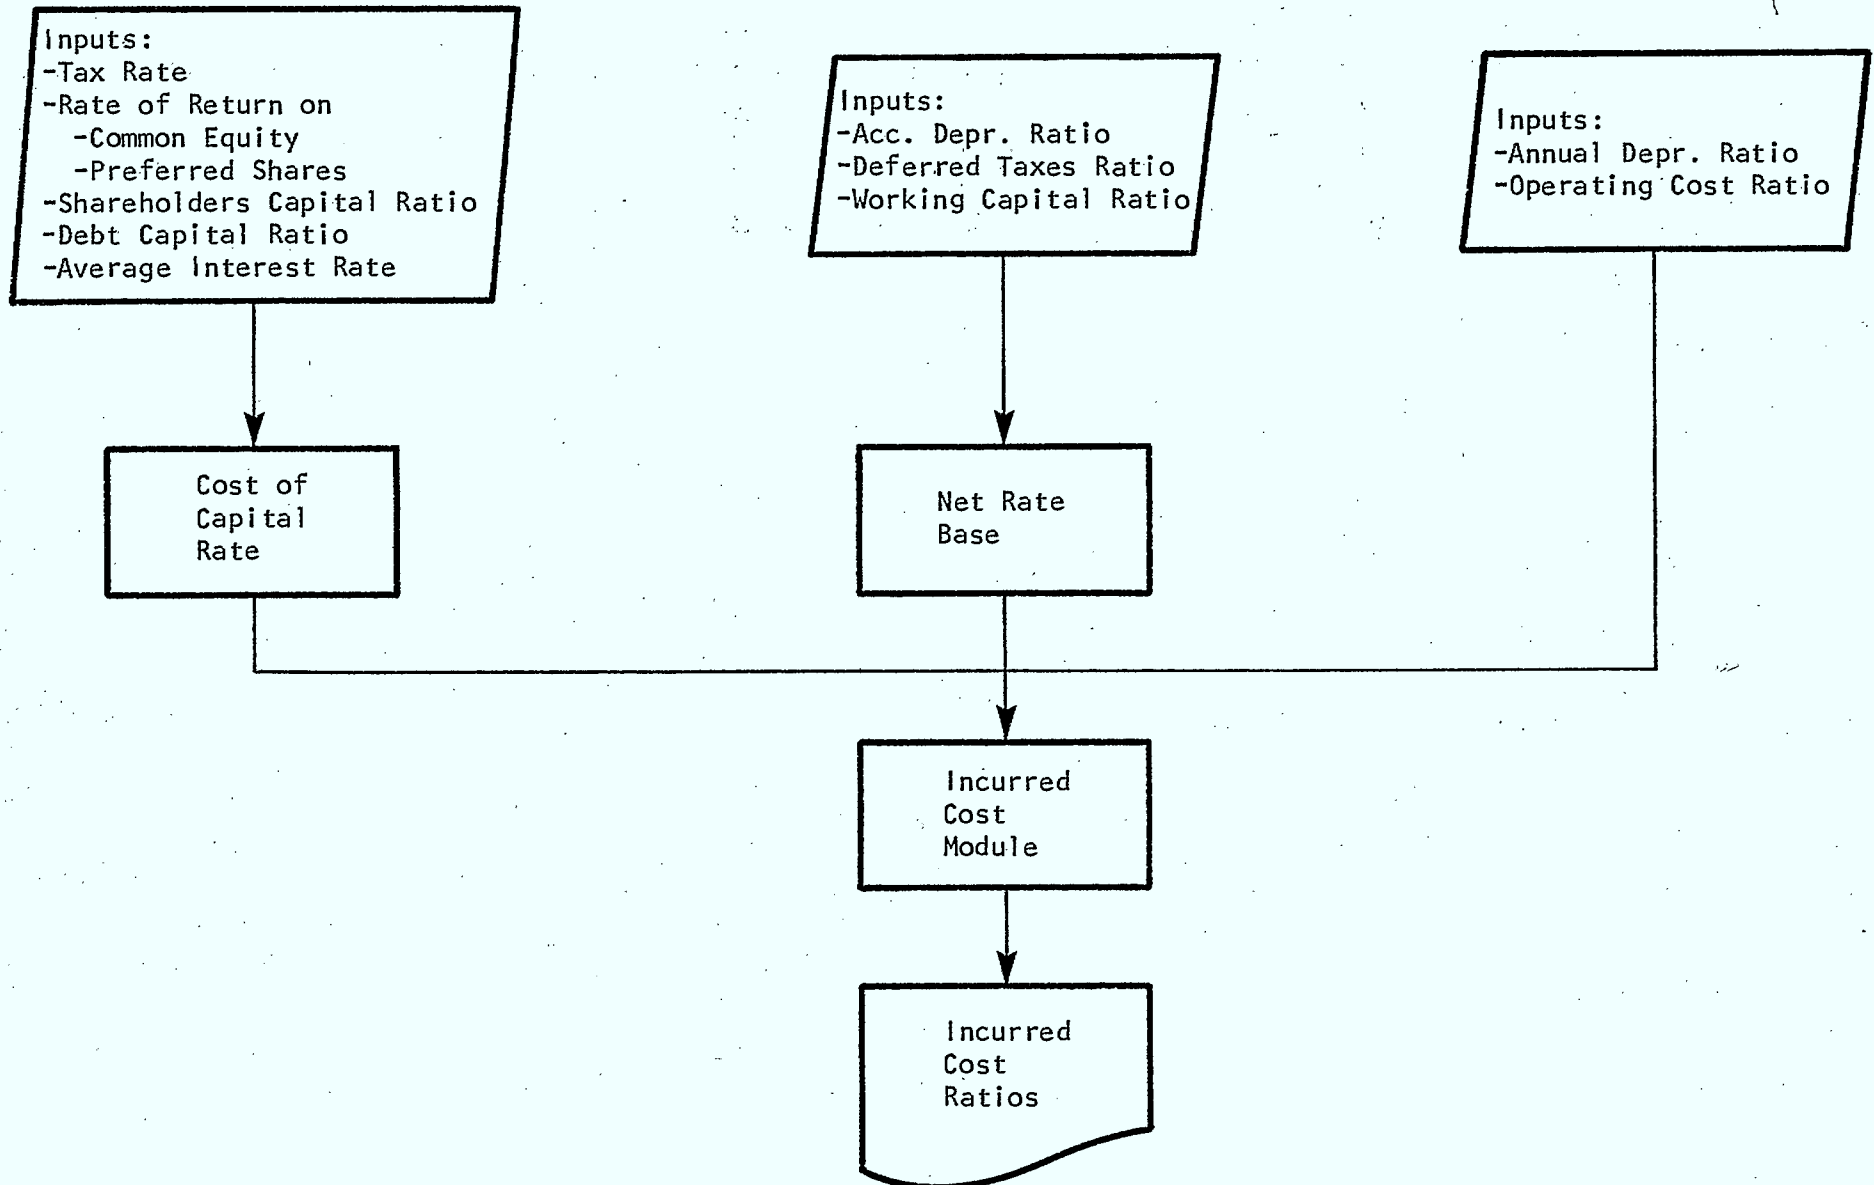 Inputs:
-Tax Rate
-Rate of Return on
-Common Equity
-Preferred Shares
-Shareholders Capital Ratio
-Debt Capital Ratio
-Average Interest Rate
Inputs:
-Acc. Depr. Ratio
-Deferred Taxes Ratio
-Working Capital Ratio
Inputs:
-Annual Depr. Ratio
-Operating Cost Ratio
Cost of
Capital
Rate
Net Rate
Base
Incurred
Cost
Module
Incurred
Cost
Ratios